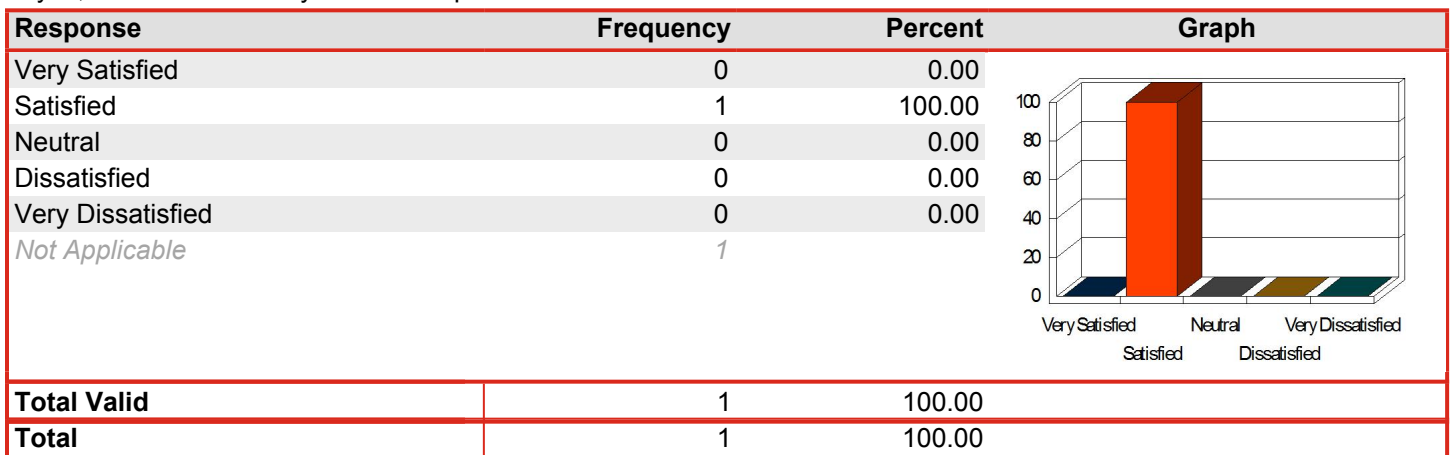 Response Frequency Percent Graph
Very Satisfied 0 0.00
Satisfied 1 100.00
Neutral 0 0.00
Dissatisfied 0 0.00
Very Dissatisfied 0 0.00
Not Applicable 1
100
80
60
40
20
0
Very Satisfied Neutral Very Dissatisfied
Satisfied Dissatisfied
Total Valid 1 100.00
Total 1 100.00